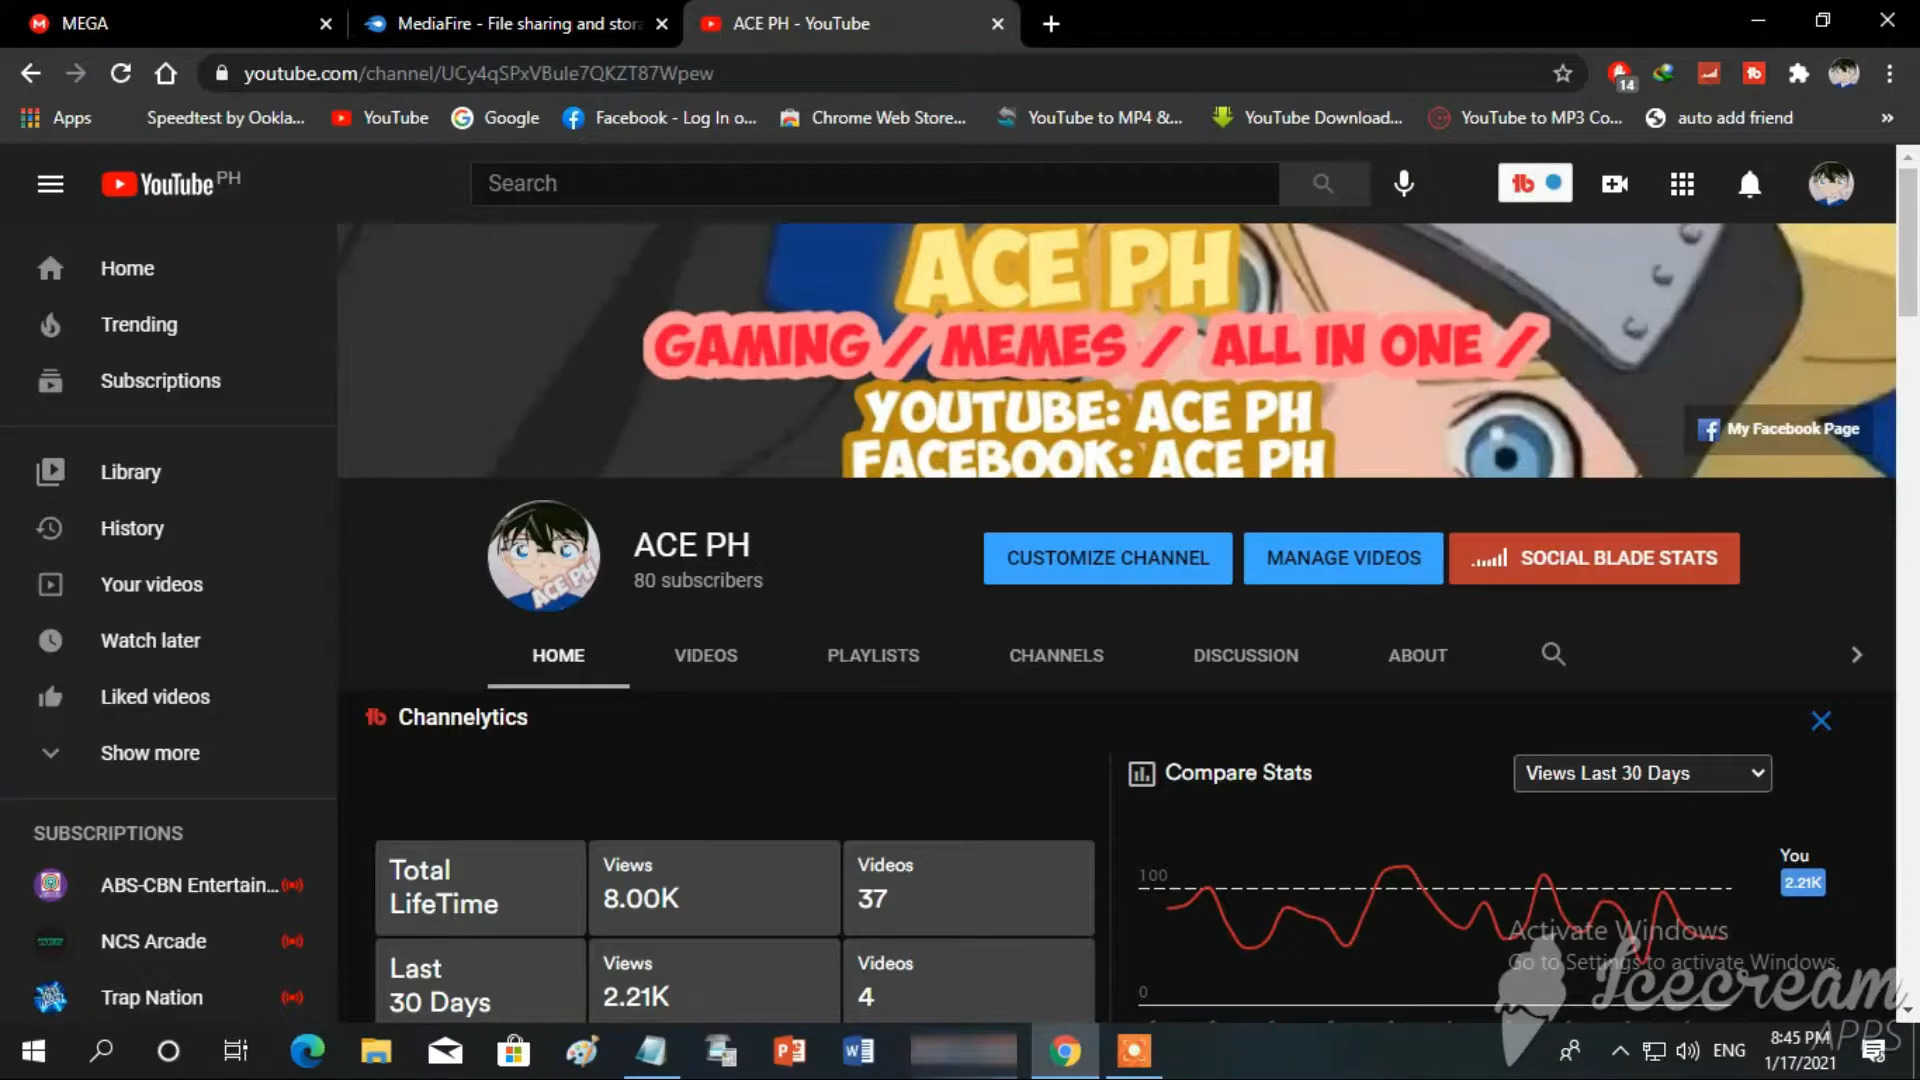 MEGA
MediaFire - File sharing and stora
ACE PH - YouTube
youtube.com/channel/UCy4qSPxVBule7QKZT87Wpew
14
Apps
Speedtest by Ookla...
YouTube
Google
Facebook - Log In o...
Chrome Web Store...
YouTube to MP4 &...
YouTube Download...
YouTube to MP3 Co...
auto add friend
»
YouTube PH
Search
Home
Trending
Subscriptions
Library
History
Your videos
Watch later
Liked videos
Show more
SUBSCRIPTIONS
ABS-CBN Entertain...
NCS Arcade
Trap Nation
ACE PH
GAMING / MEMES / ALL IN ONE /
YOUTUBE: ACE PH
FACEBOOK: ACE PH
My Facebook Page
ACE PH
ACE PH
80 subscribers
CUSTOMIZE CHANNEL
MANAGE VIDEOS
SOCIAL BLADE STATS
HOME
VIDEOS
PLAYLISTS
CHANNELS
DISCUSSION
ABOUT
Channelytics
Compare Stats
Views Last 30 Days
Total
LifeTime
Views
8.00K
Videos
37
Last
30 Days
Views
2.21K
Videos
4
100
0
You
2.21K
Activate Windows
Go to Settings to activate Windows.
Icecream
APPS
ENG
8:45 PM
1/17/2021